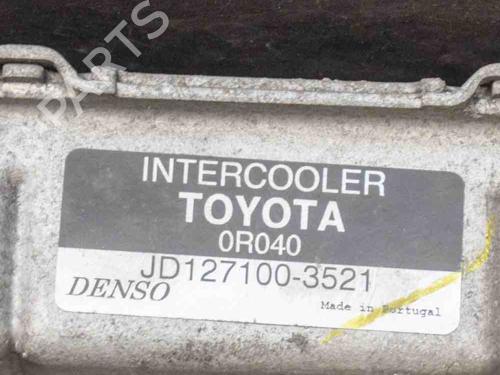 PARTS
INTERCOOLER
TOYOTA
0R040
JD127100-3521
DENSO
Made in Portugal